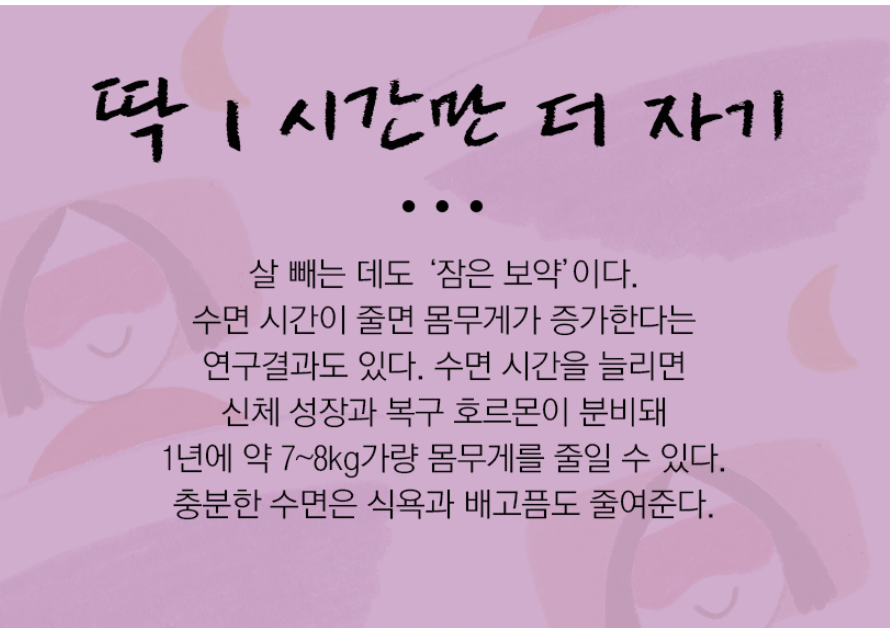 딱 1 시간만 더 자기
• • •
살 빼는 데도 ‘잠은 보약’이다.
수면 시간이 줄면 몸무게가 증가한다는
연구결과도 있다. 수면 시간을 늘리면
신체 성장과 복구 호르몬이 분비돼
1년에 약 7~8kg가량 몸무게를 줄일 수 있다.
충분한 수면은 식욕과 배고픔도 줄여준다.